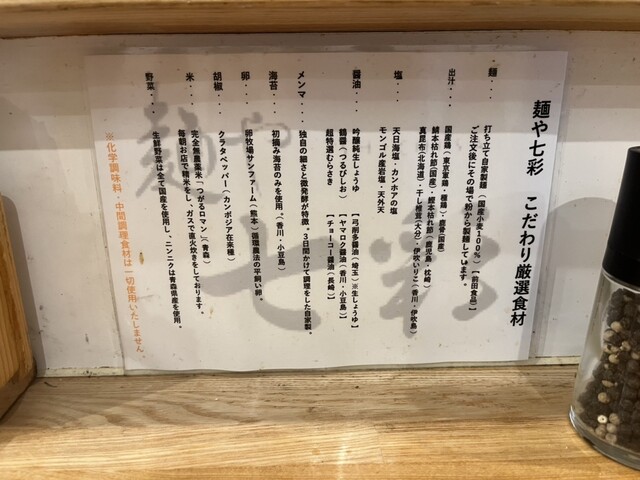 麺や七彩 こだわり厳選食材
麺・・・
打ち立て自家製麺（国産小麦100％）【前田食品】
ご注文後にその場で粉から製麺しています。
出汁・・・
国産鶏（東京軍鶏・種鶏）・豚骨（国産）
鯖本枯れ節（国産）・鰹本枯れ節（鹿児島・枕崎）
真昆布（北海道）・干し椎茸（大分）・伊吹いりこ（香川・伊吹島）
塩・・・
天日海塩・カンホアの塩
モンゴル産岩塩・天外天
醤油・・・
吟醸純生しょうゆ 【弓削多醤油（埼玉）※生しょうゆ】
鶴醤（つるびしお） 【ヤマロク醤油（香川・小豆島）】
超特選むらさき 【チョーコー醤油（長崎）】
メンマ・・・
独自の細さと微発酵が特徴。3日間かけて調理をした自家製。
海苔・・・
初摘み海苔のみを使用。（香川・小豆島）
卵・・・
卵牧場サンファーム（熊本）循環農法の平飼い卵。
胡椒・・・
クラタペッパー（カンボジア在来種）
米・・・
完全無農薬米「つがるロマン」（青森）
毎朝お店で精米をし、ガスで直火炊きをしております。
野菜・・・
生鮮野菜は全て国産を使用し、ニンニクは青森県産を使用。
※化学調味料・中間調理食材は一切使用いたしません。
麺や
七彩